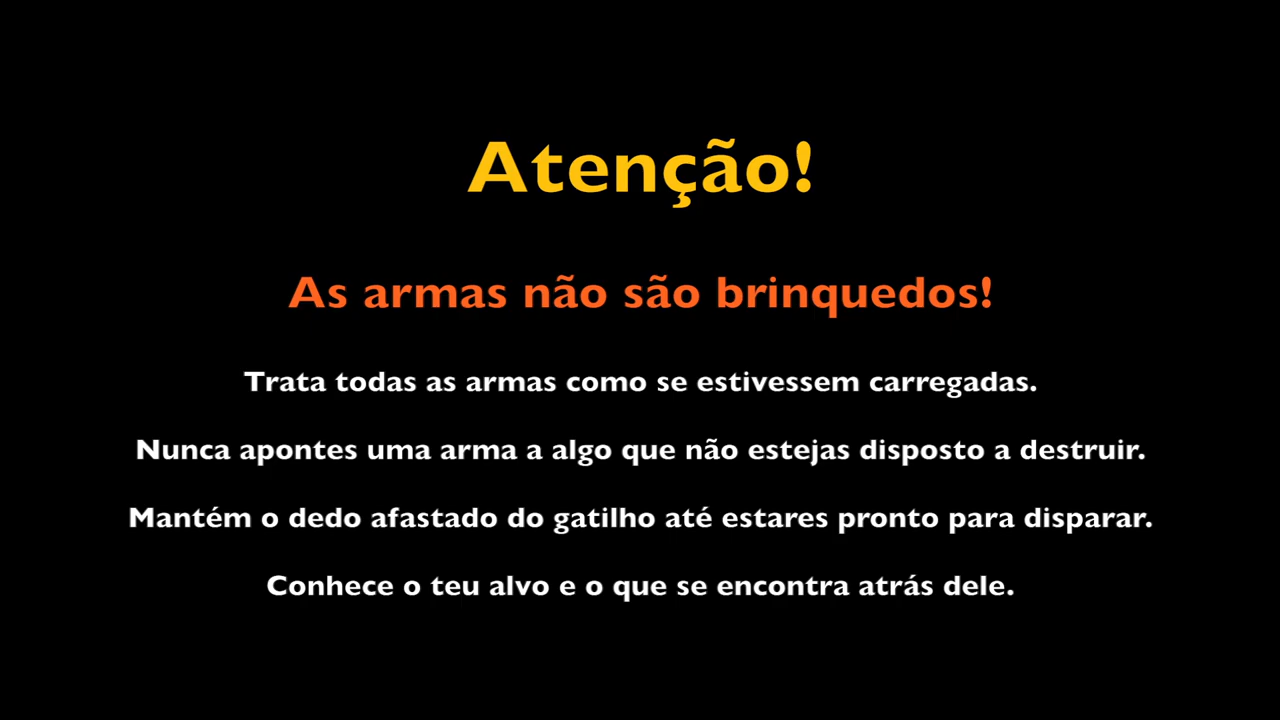 Atenção!
As armas não são brinquedos!
Trata todas as armas como se estivessem carregadas.
Nunca apontes uma arma a algo que não estejas disposto a destruir.
Mantém o dedo afastado do gatilho até estares pronto para disparar.
Conhece o teu alvo e o que se encontra atrás dele.